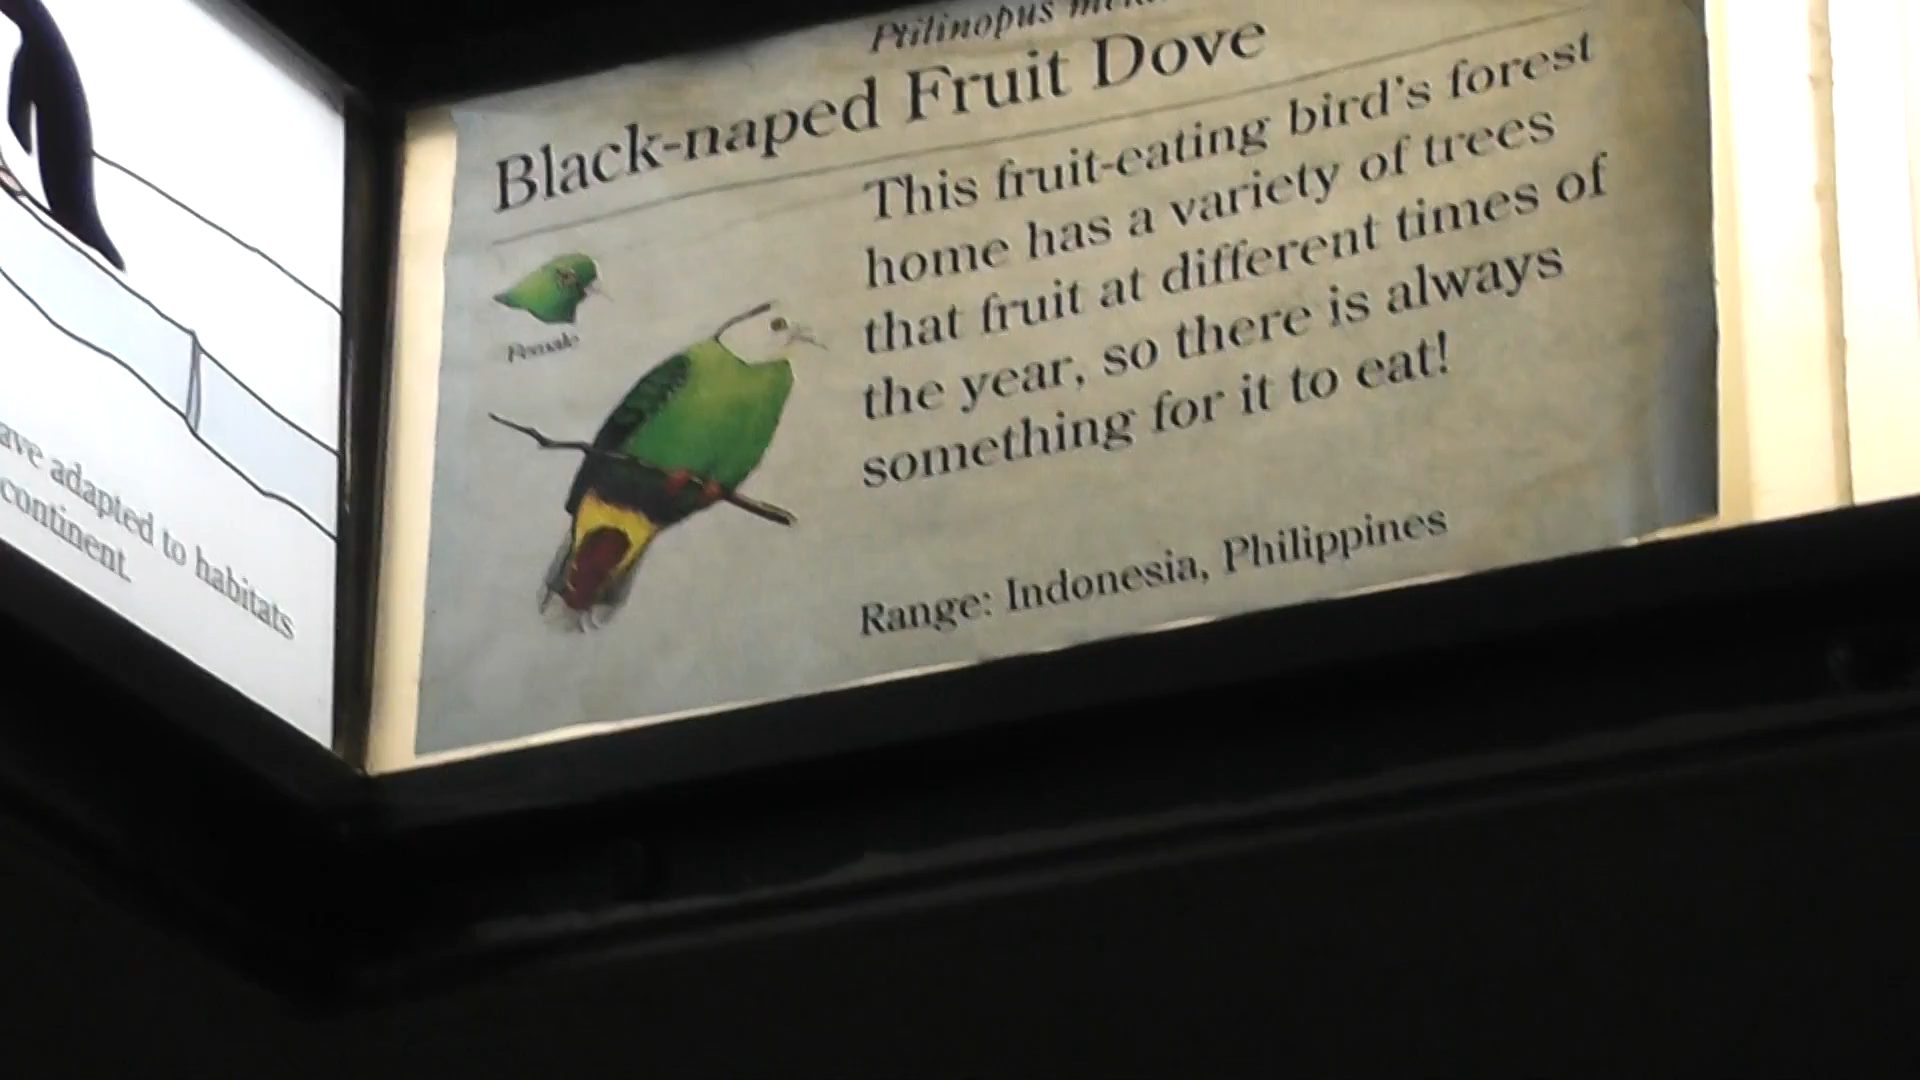 Ptilinopus
Black-naped Fruit Dove
This fruit-eating bird's forest
home has a variety of trees
that fruit at different times of
the year, so there is always
something for it to eat!
Female
Range: Indonesia, Philippines
adapted to habitats
continent.